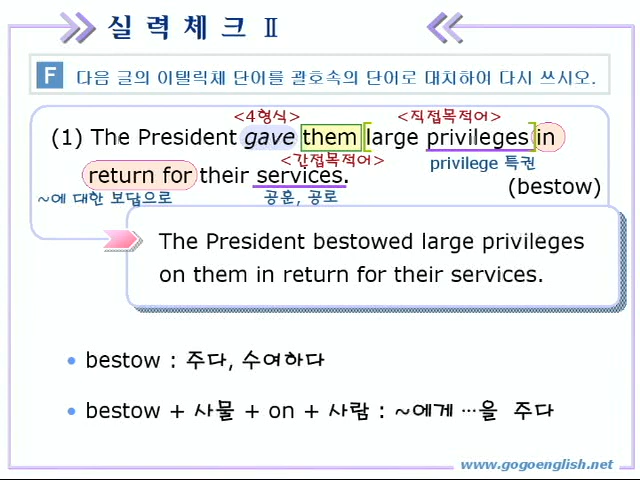 실 력 체 크 Ⅱ
F 다음 글의 이탤릭체 단어를 괄호속의 단어로 대치하여 다시 쓰시오.
<4형식> <직접목적어>
(1) The President gave them large privileges in
<간접목적어> privilege 특권
return for their services.
(bestow)
~에 대한 보답으로 공훈, 공로
The President bestowed large privileges
on them in return for their services.
• bestow : 주다, 수여하다
• bestow + 사물 + on + 사람 : ~에게 …을 주다
www.gogoenglish.net